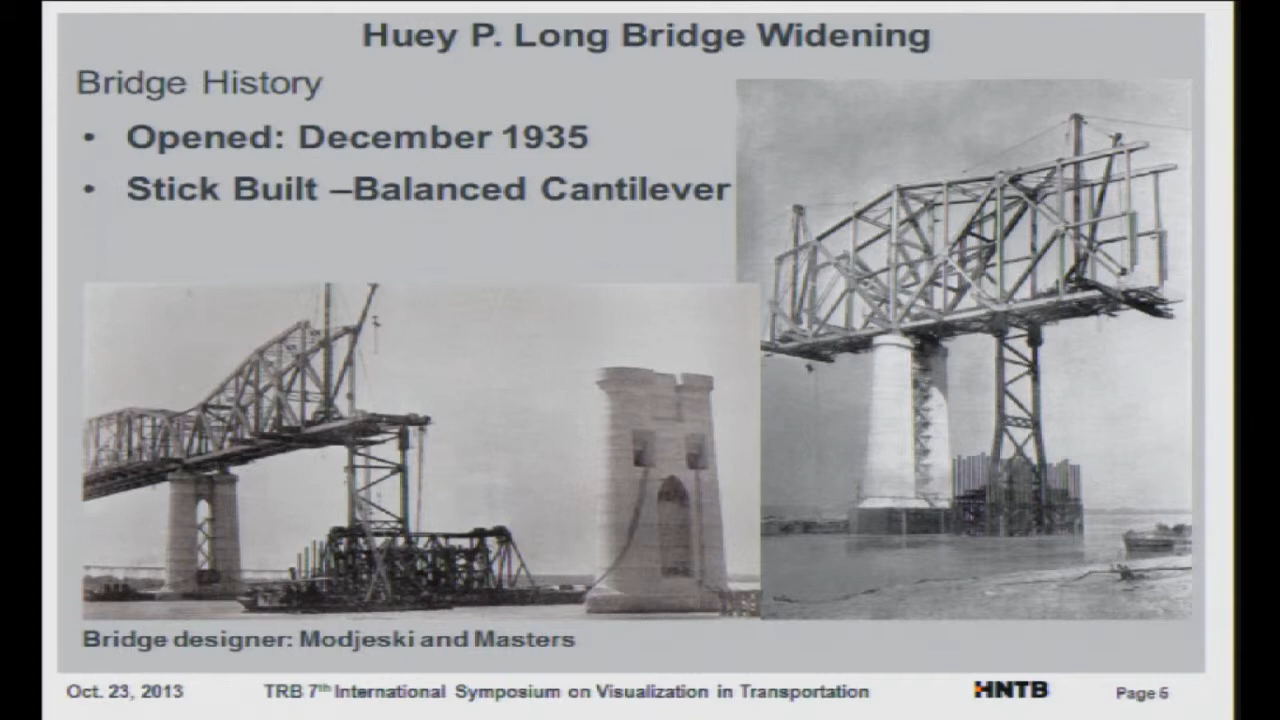 Huey P. Long Bridge Widening
Bridge History
• Opened: December 1935
• Stick Built –Balanced Cantilever
Bridge designer: Modjeski and Masters
Oct. 23, 2013 TRB 7th International Symposium on Visualization in Transportation HNTB Page 6